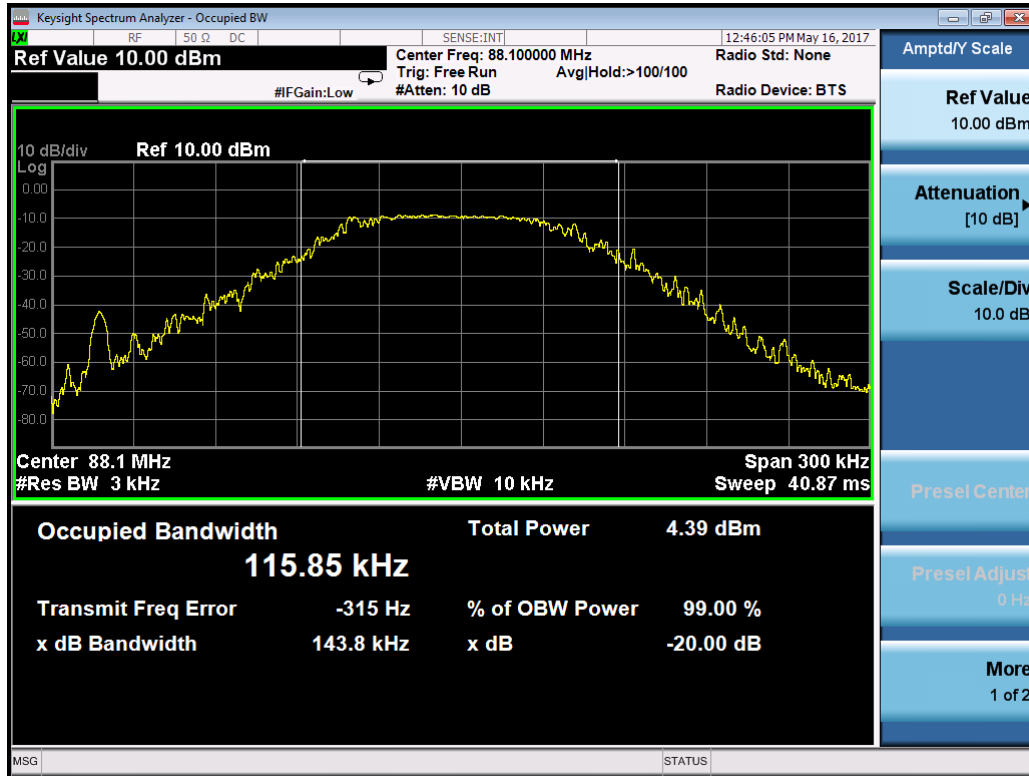 Keysight Spectrum Analyzer - Occupied BW
LXI RF 50 Ω DC SENSE:INT 12:46:05 PM May 16, 2017
Ref Value 10.00 dBm
Center Freq: 88.100000 MHz Radio Std: None
Trig: Free Run Avg|Hold:>100/100
#IFGain:Low #Atten: 10 dB Radio Device: BTS
10 dB/div Ref 10.00 dBm
Log
0.00
-10.0
-20.0
-30.0
-40.0
-50.0
-60.0
-70.0
-80.0
Center 88.1 MHz Span 300 kHz
#Res BW 3 kHz #VBW 10 kHz Sweep 40.87 ms
Occupied Bandwidth Total Power 4.39 dBm
115.85 kHz
Transmit Freq Error -315 Hz % of OBW Power 99.00 %
x dB Bandwidth 143.8 kHz x dB -20.00 dB
MSG STATUS
Amptd/Y Scale
Ref Value
10.00 dBm
Attenuation
[10 dB]
Scale/Div
10.0 dB
Presel Center
Presel Adjust
0 Hz
More
1 of 2